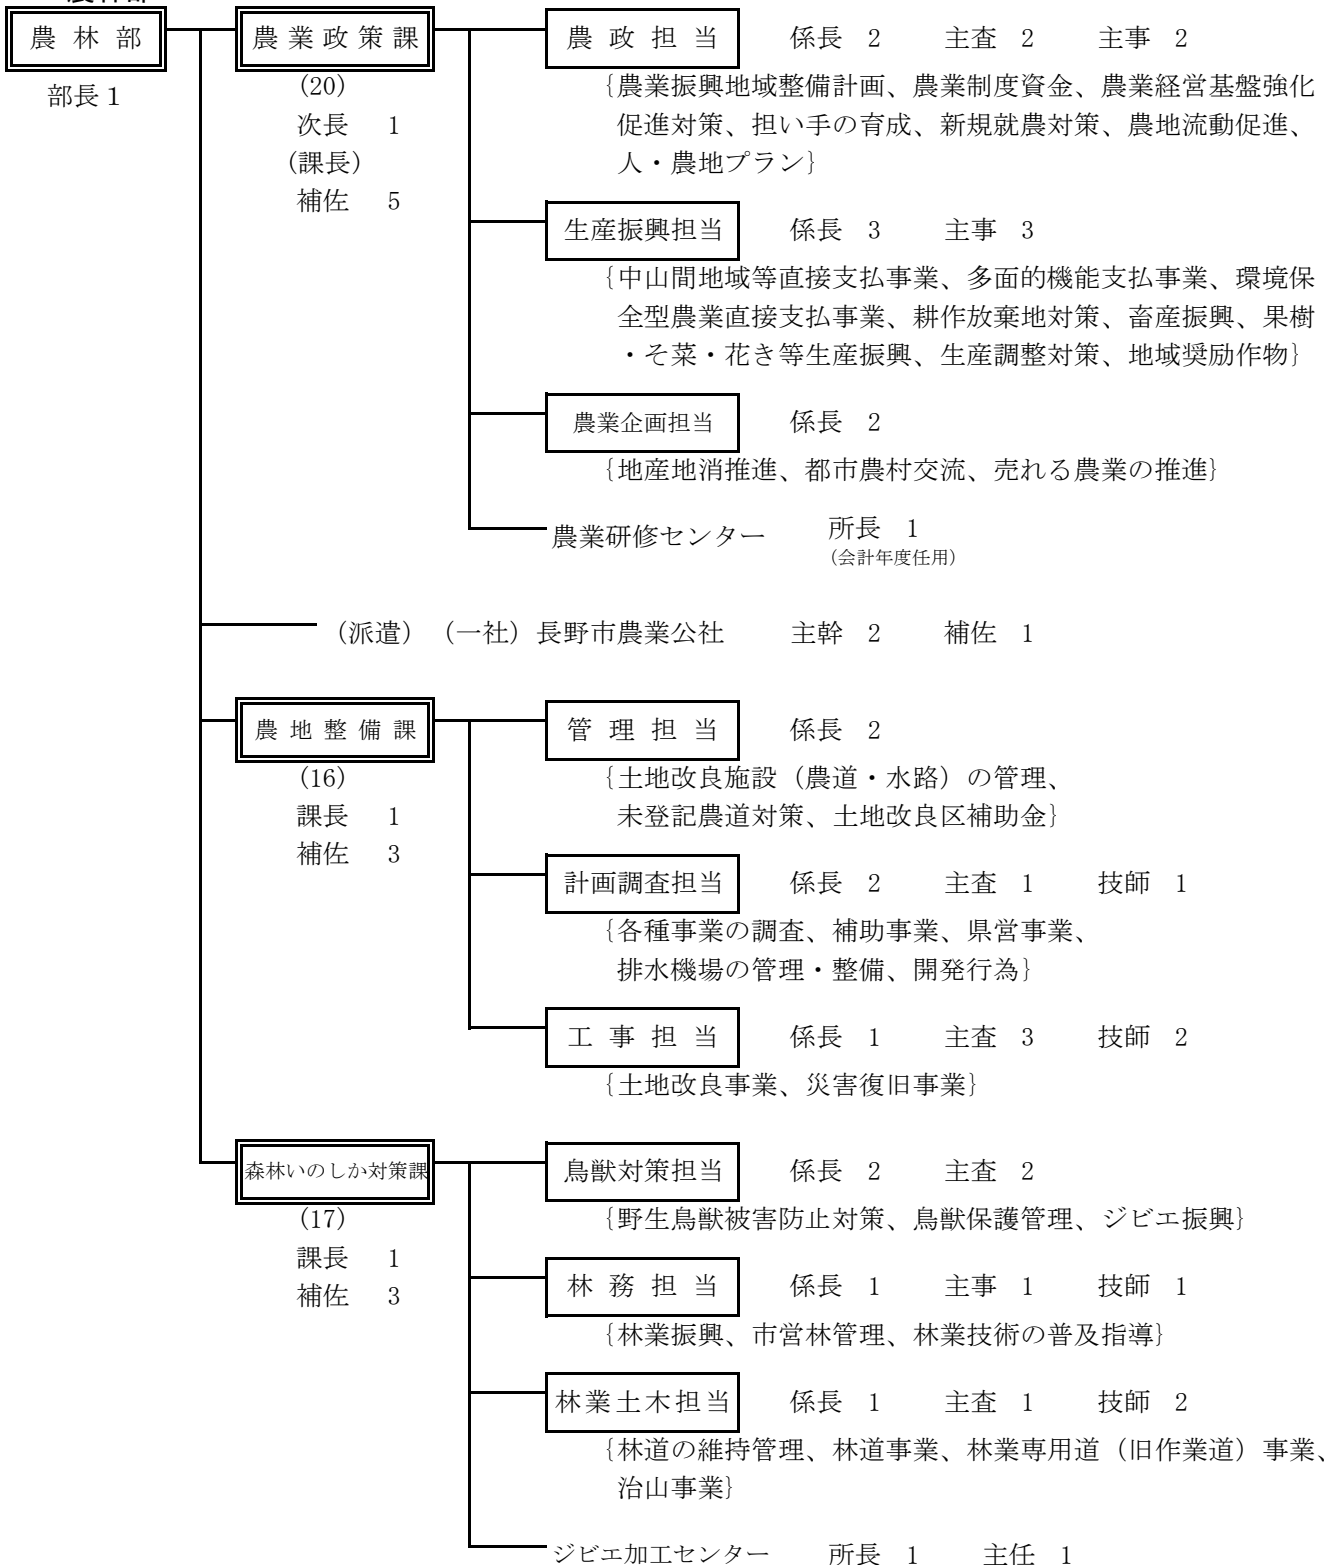 農林部
農林部
部長 1
農業政策課
(20)
次長 1
(課長)
補佐 5
農政担当 係長 2 主査 2 主事 2
{農業振興地域整備計画、農業制度資金、農業経営基盤強化
促進対策、担い手の育成、新規就農対策、農地流動促進、
人・農地プラン}
生産振興担当 係長 3 主事 3
{中山間地域等直接支払事業、多面的機能支払事業、環境保
全型農業直接支払事業、耕作放棄地対策、畜産振興、果樹
・そ菜・花き等生産振興、生産調整対策、地域奨励作物}
農業企画担当 係長 2
{地産地消推進、都市農村交流、売れる農業の推進}
農業研修センター 所長 1
(会計年度任用)
(派遣) (一社) 長野市農業公社 主幹 2 補佐 1
農地整備課
(16)
課長 1
補佐 3
管理担当 係長 2
{土地改良施設(農道・水路)の管理、
未登記農道対策、土地改良区補助金}
計画調査担当 係長 2 主査 1 技師 1
{各種事業の調査、補助事業、県営事業、
排水機場の管理・整備、開発行為}
工事担当 係長 1 主査 3 技師 2
{土地改良事業、災害復旧事業}
森林いのしか対策課
(17)
課長 1
補佐 3
鳥獣対策担当 係長 2 主査 2
{野生鳥獣被害防止対策、鳥獣保護管理、ジビエ振興}
林務担当 係長 1 主事 1 技師 1
{林業振興、市営林管理、林業技術の普及指導}
林業土木担当 係長 1 主査 1 技師 2
{林道の維持管理、林道事業、林業専用道(旧作業道)事業、
治山事業}
ジビエ加工センター 所長 1 主任 1